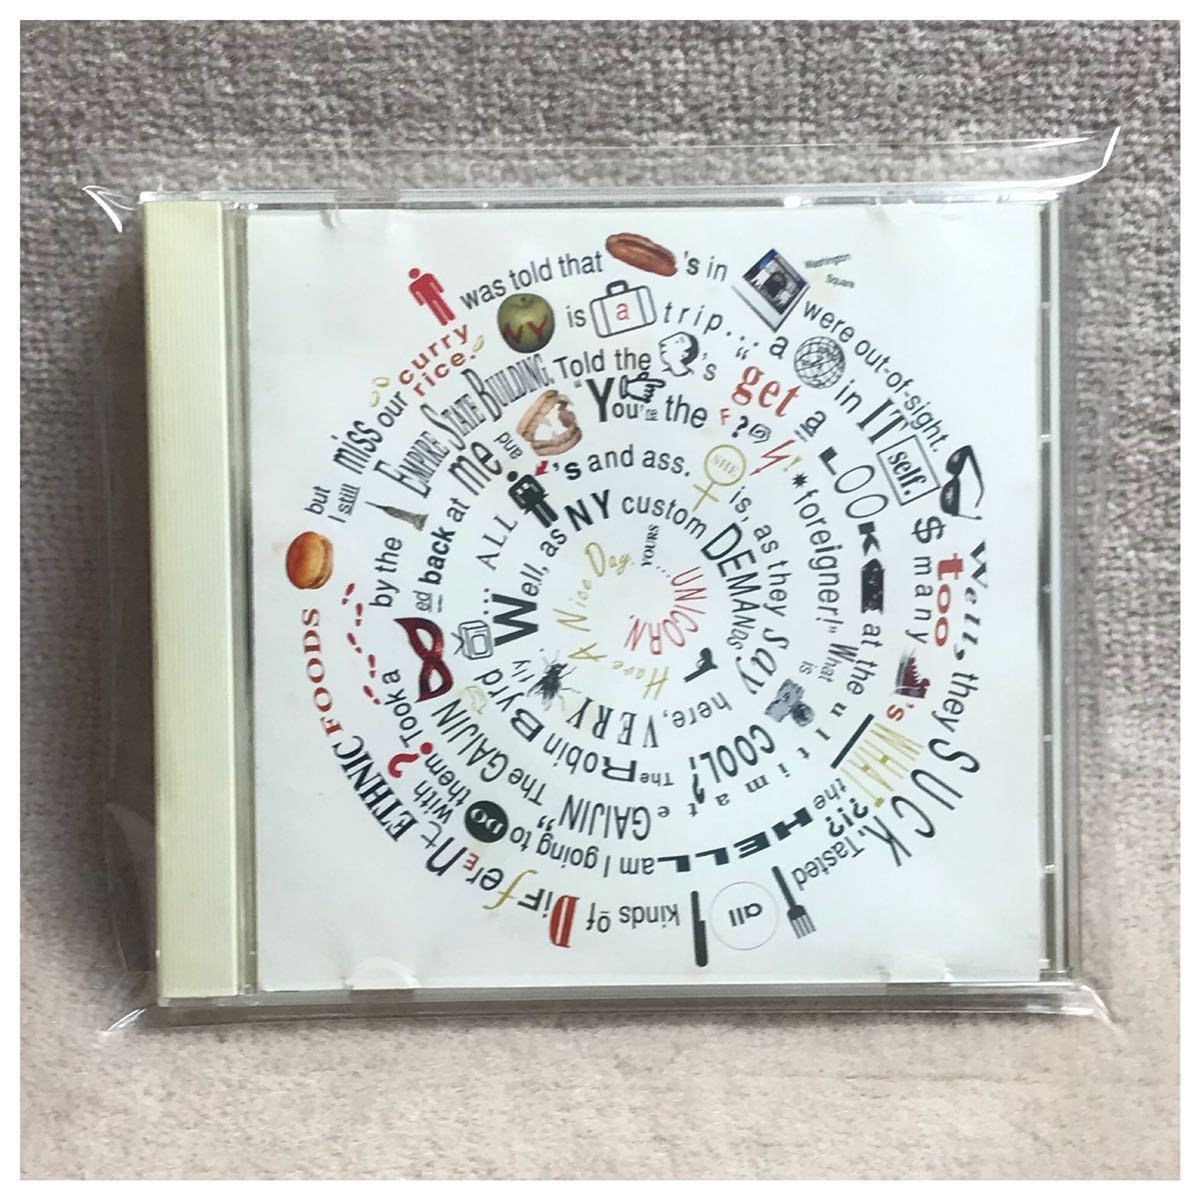 was told that 's in
Washington Square
were out-of-sight.
Well, they SUCK.
Tasted all kinds of DiFferEnt ETHNIC FOODS
but I still miss our curry rice.
NY is a trip... a in IT self.
$ too many 's WHAT ?!?
the HELL am I going to DO with them? Took a
by the EMPIRE STATE BUILDING. Told the 's
"get a LOOK at the ultimate GAIJIN"
The GAIJIN ed back at me and
"You're the F?@ !* foreigner!" What is COOL?
The Robin Byrd.... ALL 's and ass.
SHE is, as they say here, VERY fly.
Well, as NY custom DEMANDS
Have A Nice Day.
YOURS....
UNICORN.